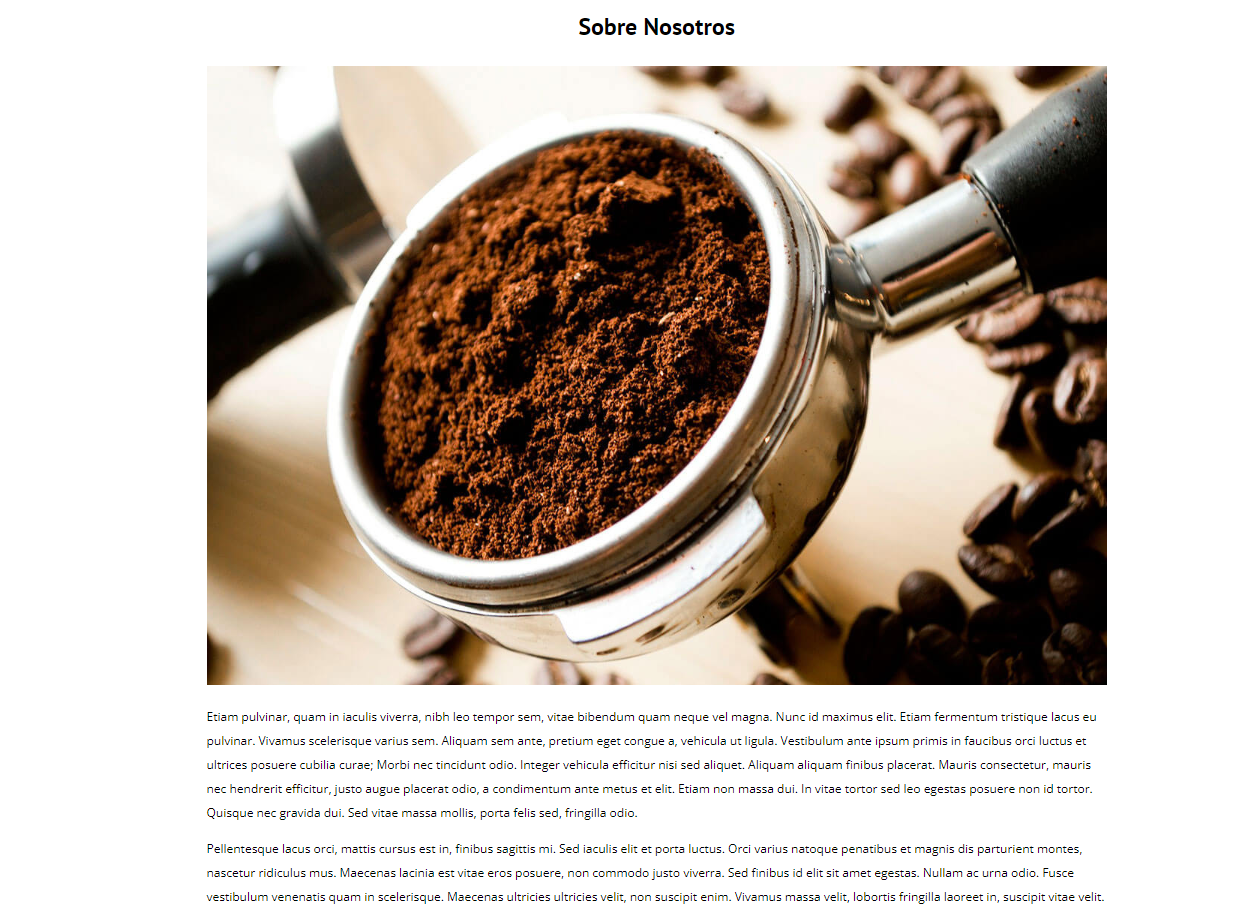 Sobre Nosotros
Etiam pulvinar, quam in iaculis viverra, nibh leo tempor sem, vitae bibendum quam neque vel magna. Nunc id maximus elit. Etiam fermentum tristique lacus eu
pulvinar. Vivamus scelerisque varius sem. Aliquam sem ante, pretium eget congue a, vehicula ut ligula. Vestibulum ante ipsum primis in faucibus orci luctus et
ultrices posuere cubilia curae; Morbi nec tincidunt odio. Integer vehicula efficitur nisi sed aliquet. Aliquam aliquam finibus placerat. Mauris consectetur, mauris
nec hendrerit efficitur, justo augue placerat odio, a condimentum ante metus et elit. Etiam non massa dui. In vitae tortor sed leo egestas posuere non id tortor.
Quisque nec gravida dui. Sed vitae massa mollis, porta felis sed, fringilla odio.
Pellentesque lacus orci, mattis cursus est in, finibus sagittis mi. Sed iaculis elit et porta luctus. Orci varius natoque penatibus et magnis dis parturient montes,
nascetur ridiculus mus. Maecenas lacinia est vitae eros posuere, non commodo justo viverra. Sed finibus id elit sit amet egestas. Nullam ac urna odio. Fusce
vestibulum venenatis quam in scelerisque. Maecenas ultricies ultricies velit, non suscipit enim. Vivamus massa velit, lobortis fringilla laoreet in, suscipit vitae velit.